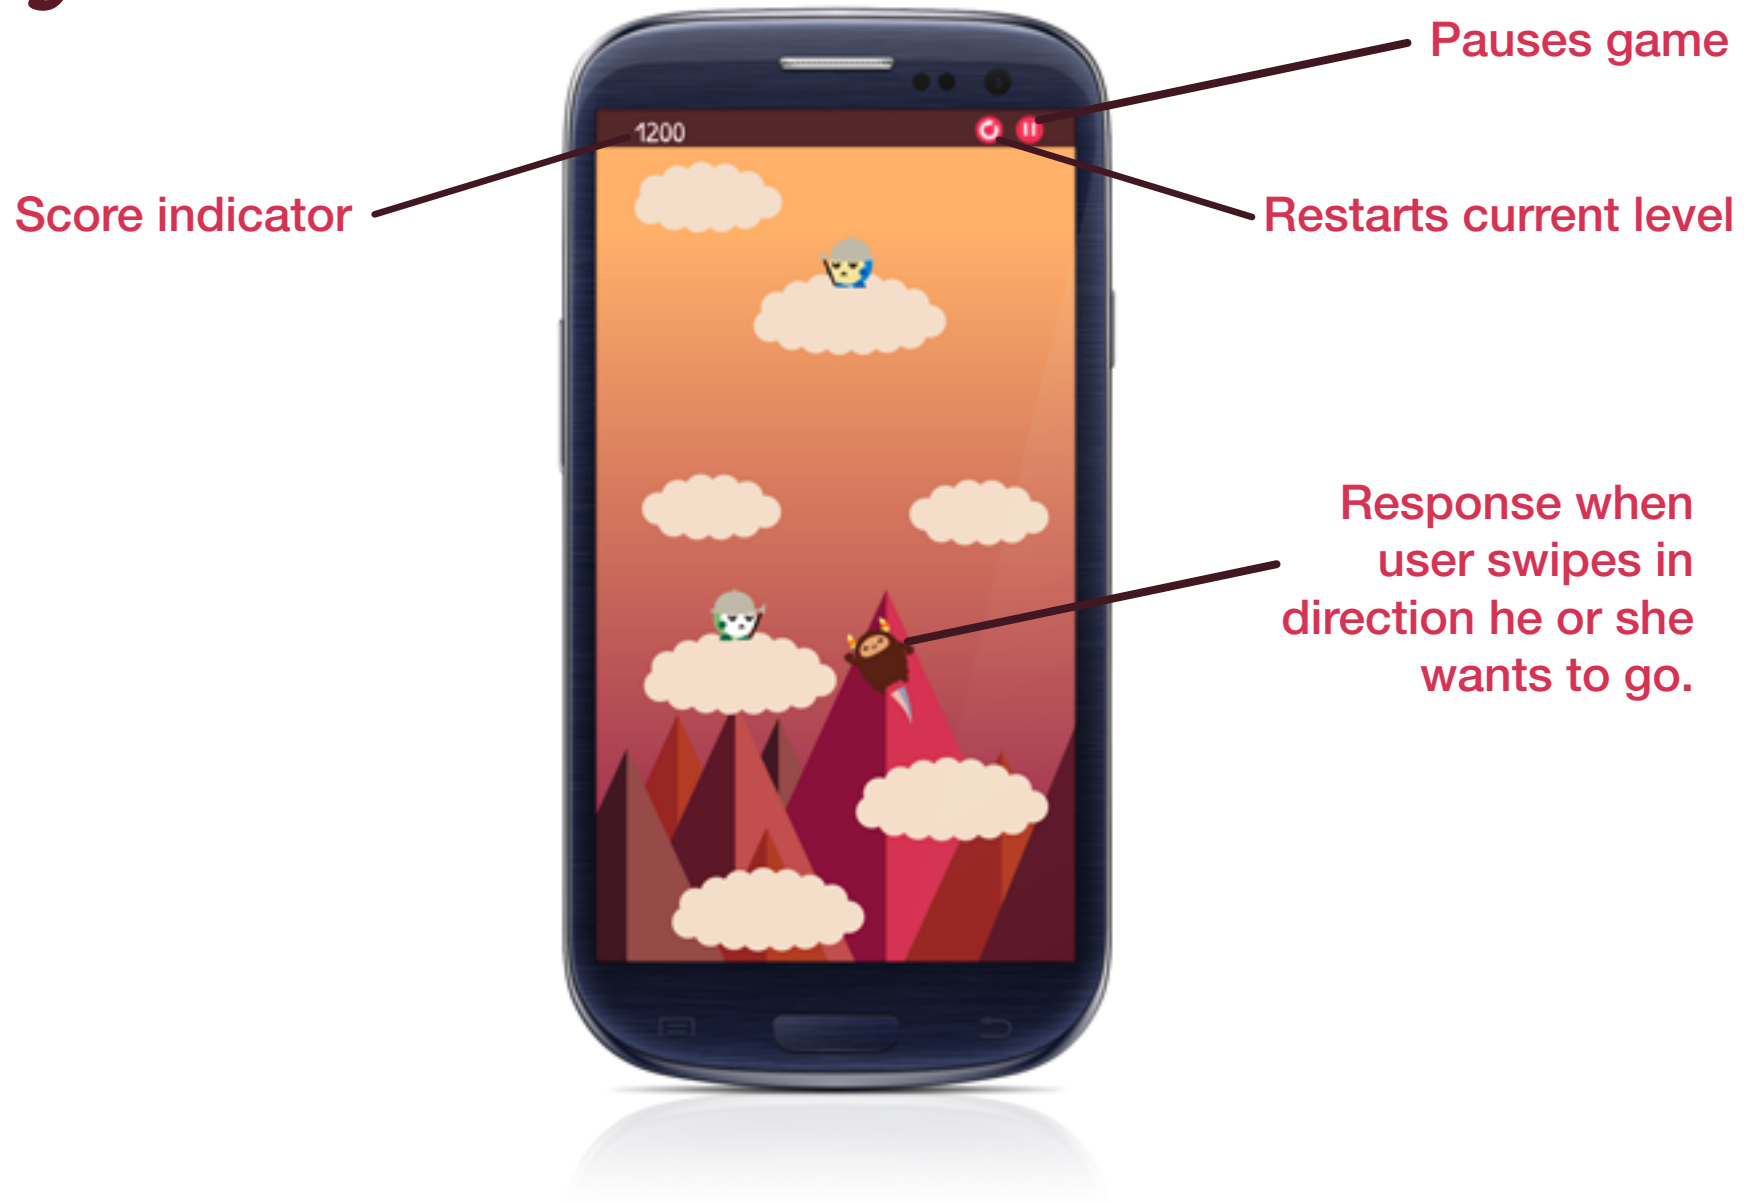 Pauses game
1200
Score indicator
Restarts current level
Response when
user swipes in
direction he or she
wants to go.